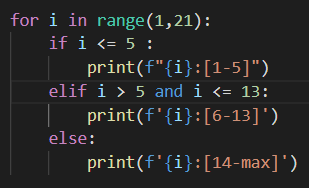 for i in range(1,21):
    if i <= 5 :
        print(f"{i}:[1-5]")
    elif i > 5 and i <= 13:
        print(f'{i}:[6-13]')
    else:
        print(f'{i}:[14-max]')